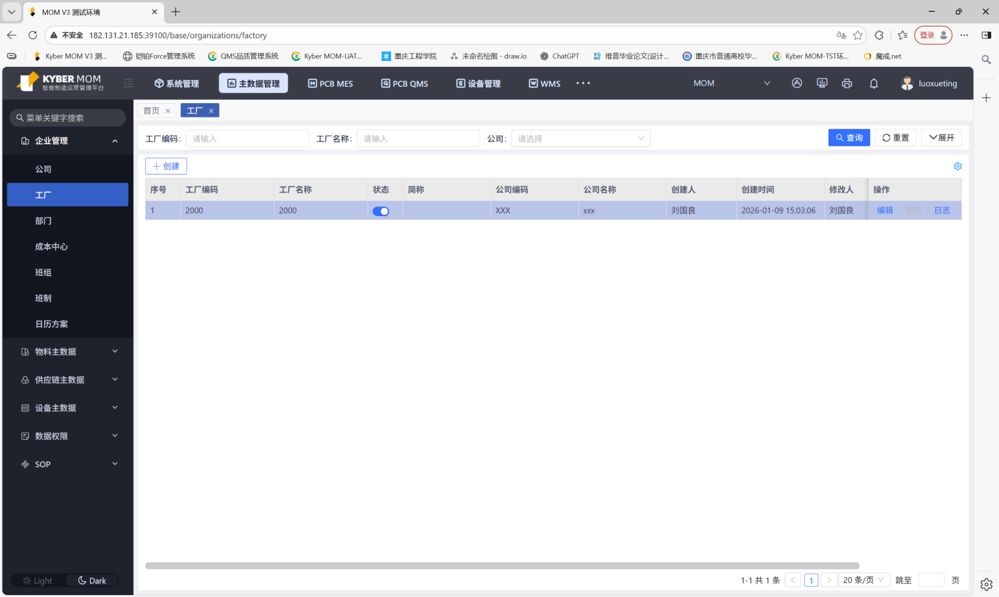 MOM V3 测试环境
不安全 182.131.21.185:39100/base/organizations/factory
登录
Kyber MOM V3 测...
铠铂Force管理系统
QMS品质管理系统
Kyber MOM-UAT...
重庆工程学院
未命名绘图 - draw.io
ChatGPT
维普毕业论文(设计...
重庆市普通高校毕...
Kyber MOM-TST环...
魔戒.net
KYBER MOM
智能制造运营管理平台
系统管理
主数据管理
PCB MES
PCB QMS
设备管理
WMS
MOM
luoxueting
菜单关键字搜索
企业管理
公司
工厂
部门
成本中心
班组
班制
日历方案
物料主数据
供应链主数据
设备主数据
数据权限
SOP
Light
Dark
首页
工厂
工厂编码: 请输入
工厂名称: 请输入
公司: 请选择
查询
重置
展开
创建
序号 工厂编码 工厂名称 状态 简称 公司编码 公司名称 创建人 创建时间 修改人 操作
1 2000 2000 XXX xxx 刘国良 2026-01-09 15:03:06 刘国良 编辑 删除 日志
1-1 共 1 条 1 20 条/页 跳至 页